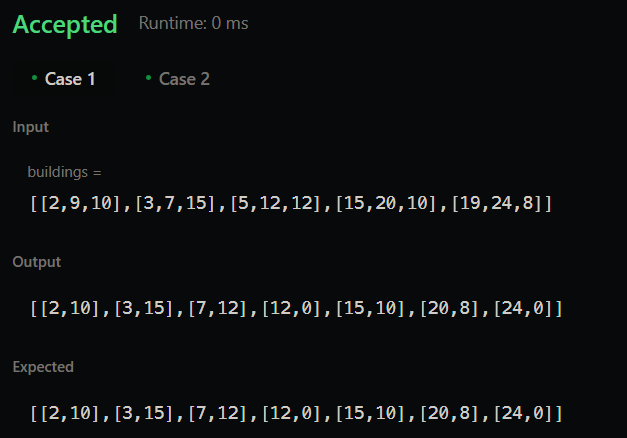 Accepted Runtime: 0 ms
Case 1 Case 2
Input
buildings =
[[2,9,10],[3,7,15],[5,12,12],[15,20,10],[19,24,8]]
Output
[[2,10],[3,15],[7,12],[12,0],[15,10],[20,8],[24,0]]
Expected
[[2,10],[3,15],[7,12],[12,0],[15,10],[20,8],[24,0]]